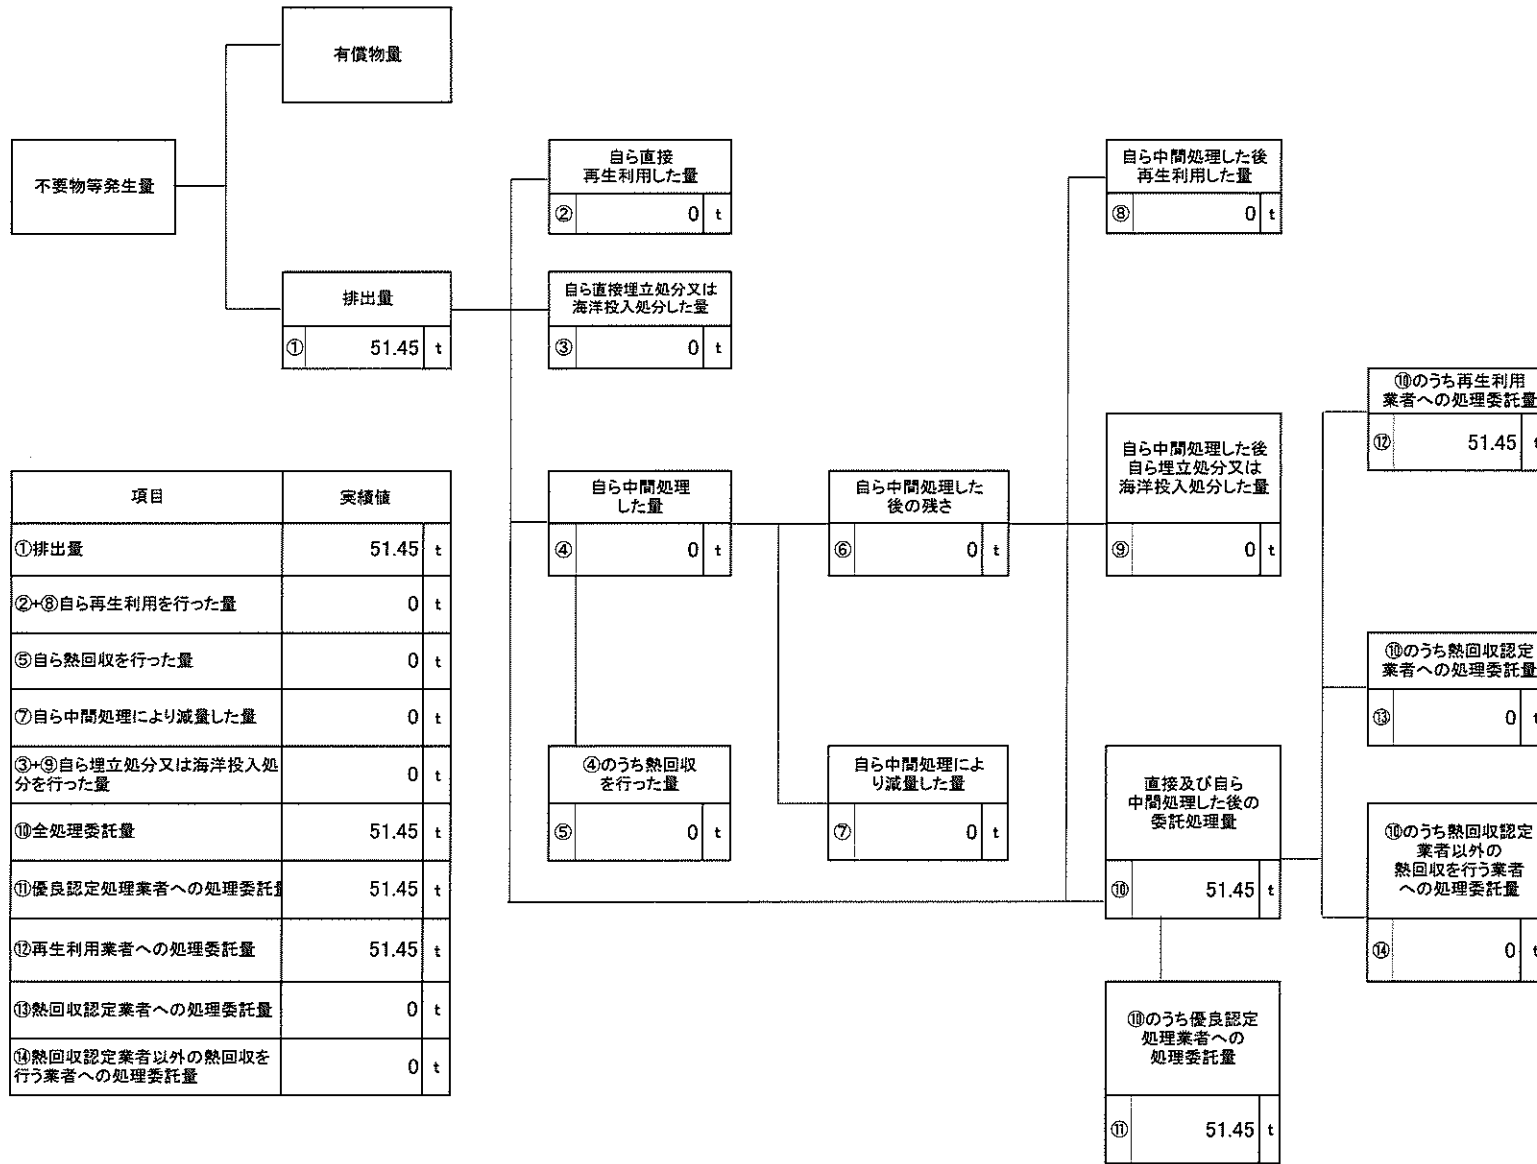 有償物量
不要物等発生量
排出量
① 51.45 t
自ら直接
再生利用した量
② 0 t
自ら直接埋立処分又は
海洋投入処分した量
③ 0 t
自ら中間処理
した量
④ 0 t
④のうち熱回収
を行った量
⑤ 0 t
自ら中間処理した
後の残さ
⑥ 0 t
自ら中間処理によ
り減量した量
⑦ 0 t
自ら中間処理した後
再生利用した量
⑧ 0 t
自ら中間処理した後
自ら埋立処分又は
海洋投入処分した量
⑨ 0 t
直接及び自ら
中間処理した後の
委託処理量
⑩ 51.45 t
⑩のうち優良認定
処理業者への
処理委託量
⑪ 51.45 t
⑩のうち再生利用
業者への処理委託量
⑫ 51.45 t
⑩のうち熱回収認定
業者への処理委託量
⑬ 0 t
⑩のうち熱回収認定
業者以外の
熱回収を行う業者
への処理委託量
⑭ 0 t
項目 実績値
①排出量 51.45 t
②+⑧自ら再生利用を行った量 0 t
⑤自ら熱回収を行った量 0 t
⑦自ら中間処理により減量した量 0 t
③+⑨自ら埋立処分又は海洋投入処
分を行った量 0 t
⑩全処理委託量 51.45 t
⑪優良認定処理業者への処理委託量 51.45 t
⑫再生利用業者への処理委託量 51.45 t
⑬熱回収認定業者への処理委託量 0 t
⑭熱回収認定業者以外の熱回収を
行う業者への処理委託量 0 t